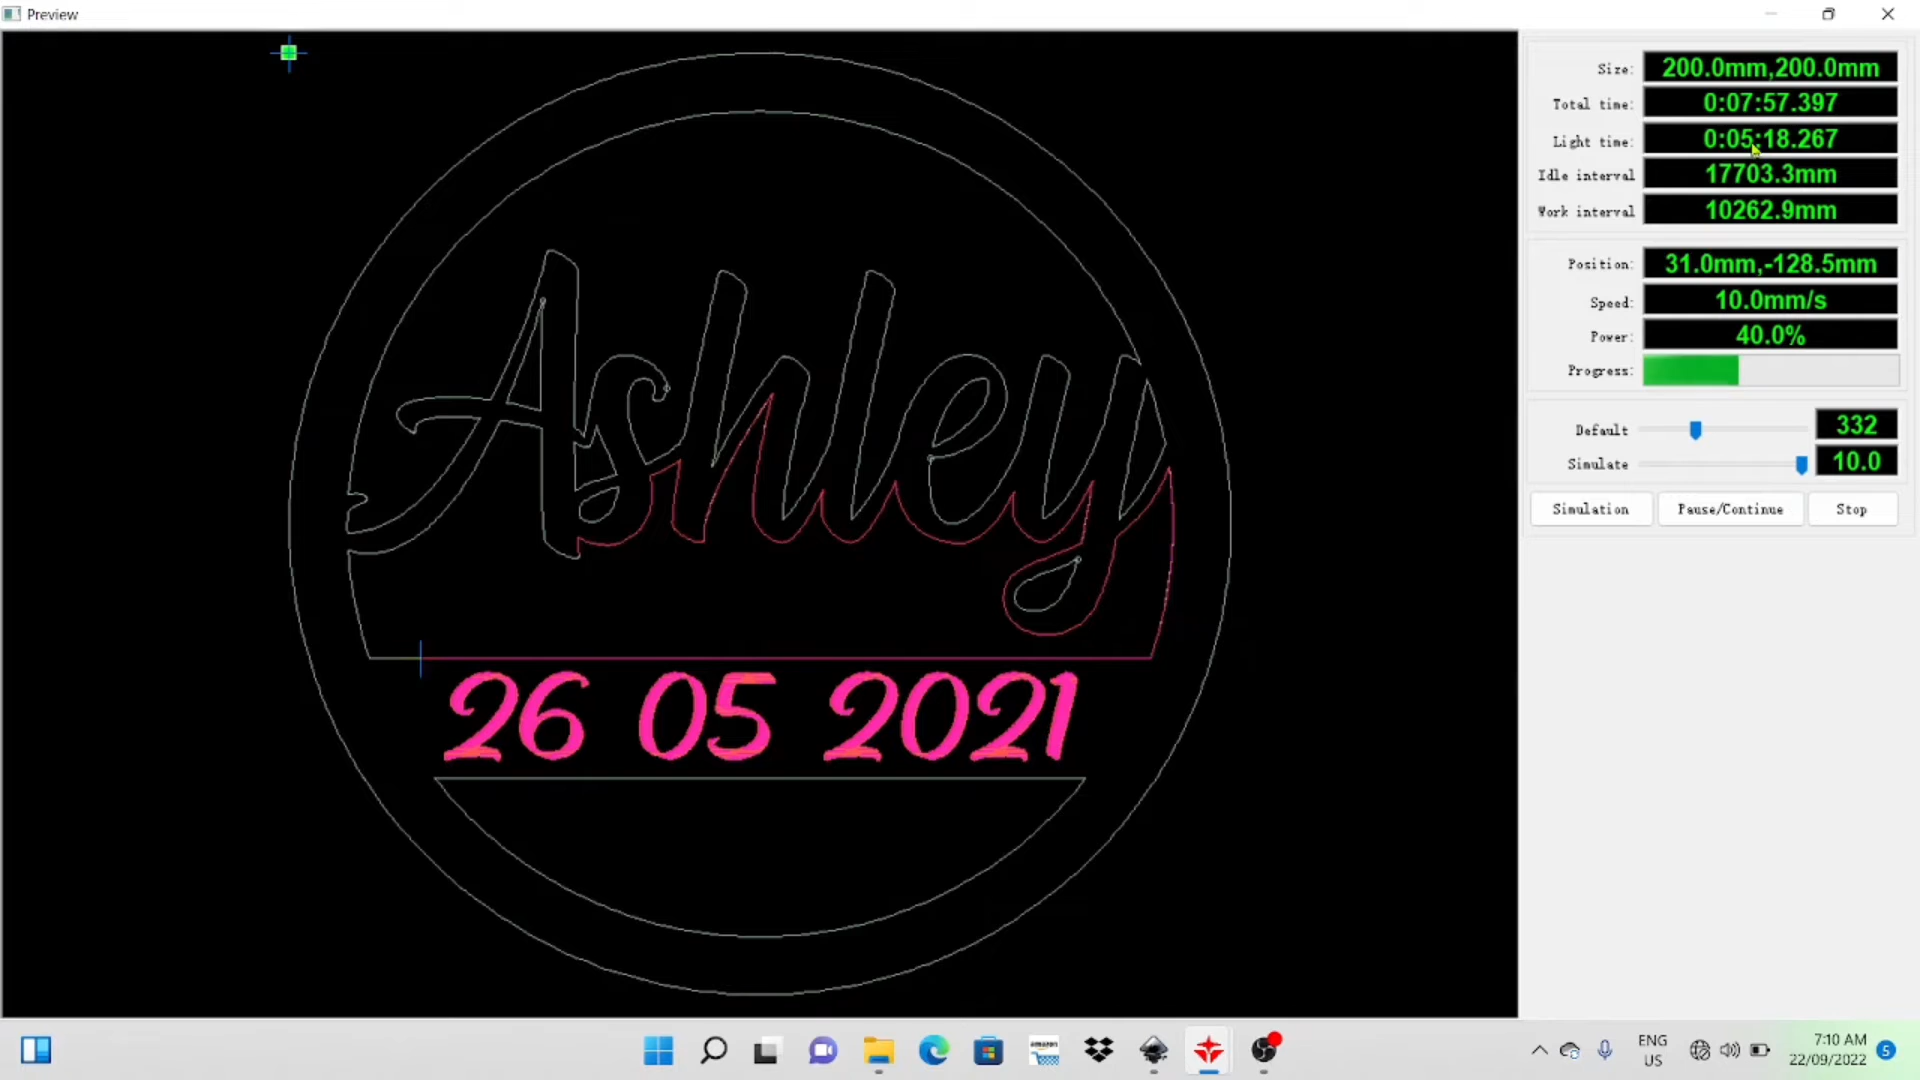 Preview
Size: 200.0mm,200.0mm
Total time: 0:07:57.397
Light time: 0:05:18.267
Idle interval 17703.3mm
Work interval 10262.9mm
Position: 31.0mm,-128.5mm
Speed: 10.0mm/s
Power: 40.0%
Progress:
Default 332
Simulate 10.0
Simulation Pause/Continue Stop
Ashley
26 05 2021
amazon
ENG
US
7:10 AM
22/09/2022
5